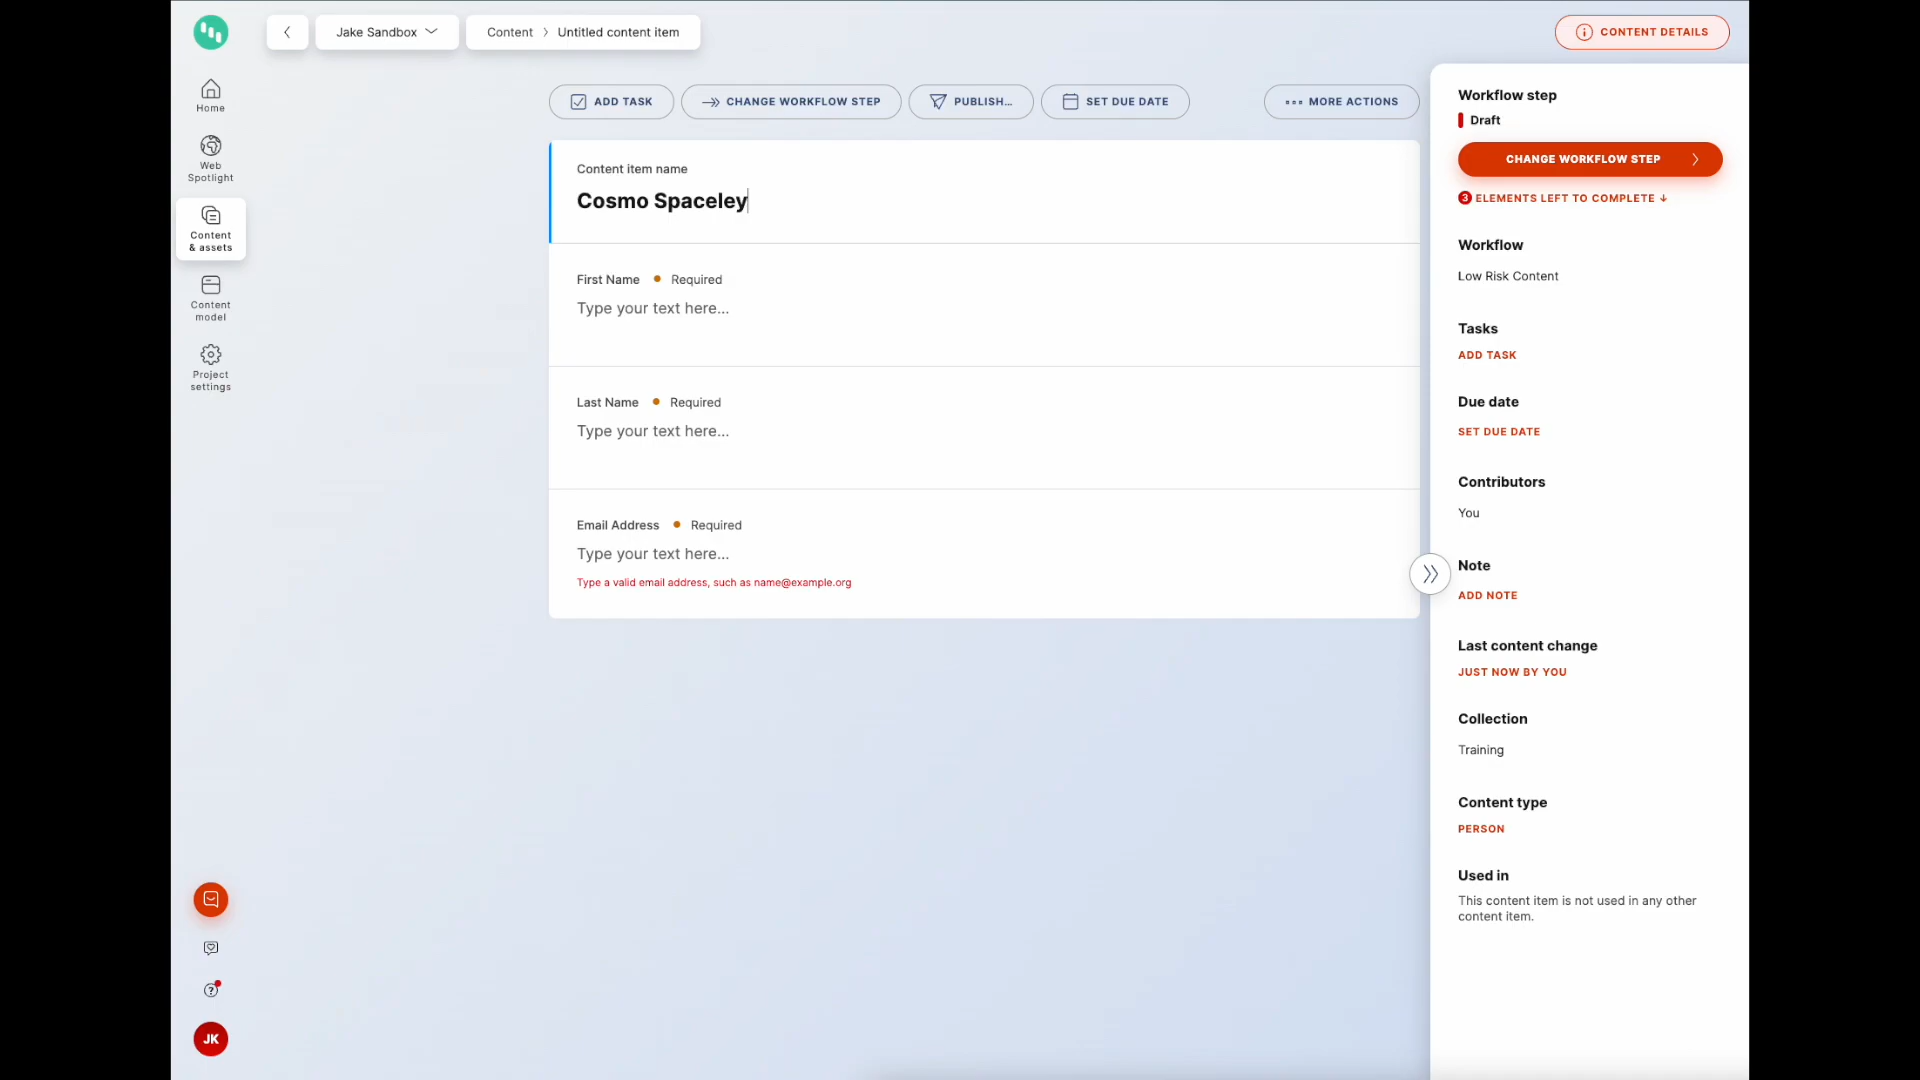 Jake Sandbox
Content > Untitled content item
CONTENT DETAILS
Home
Web
Spotlight
Content
& assets
Content
model
Project
settings
JK
ADD TASK
CHANGE WORKFLOW STEP
PUBLISH...
SET DUE DATE
MORE ACTIONS
Content item name
Cosmo Spaceley
First Name • Required
Type your text here...
Last Name • Required
Type your text here...
Email Address • Required
Type your text here...
Type a valid email address, such as name@example.org
Workflow step
Draft
CHANGE WORKFLOW STEP
3 ELEMENTS LEFT TO COMPLETE ↓
Workflow
Low Risk Content
Tasks
ADD TASK
Due date
SET DUE DATE
Contributors
You
Note
ADD NOTE
Last content change
JUST NOW BY YOU
Collection
Training
Content type
PERSON
Used in
This content item is not used in any other
content item.